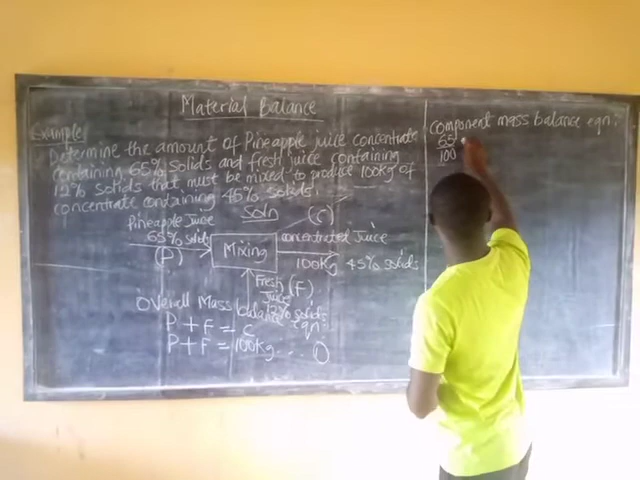 Material Balance
Example
Determine the amount of Pineapple juice concentrate
containing 65% solids and fresh juice containing
12% solids that must be mixed to produce 100kg of
concentrate containing 45% solids.
Soln
Pineapple Juice
65% solids
(P)
Mixing
(C)
concentrated Juice
100Kg 45% solids
Fresh (F)
Juice
12% solids
Overall Mass balance eqn:
P + F = C
P + F = 100kg ... (1)
component mass balance eqn:
65
100